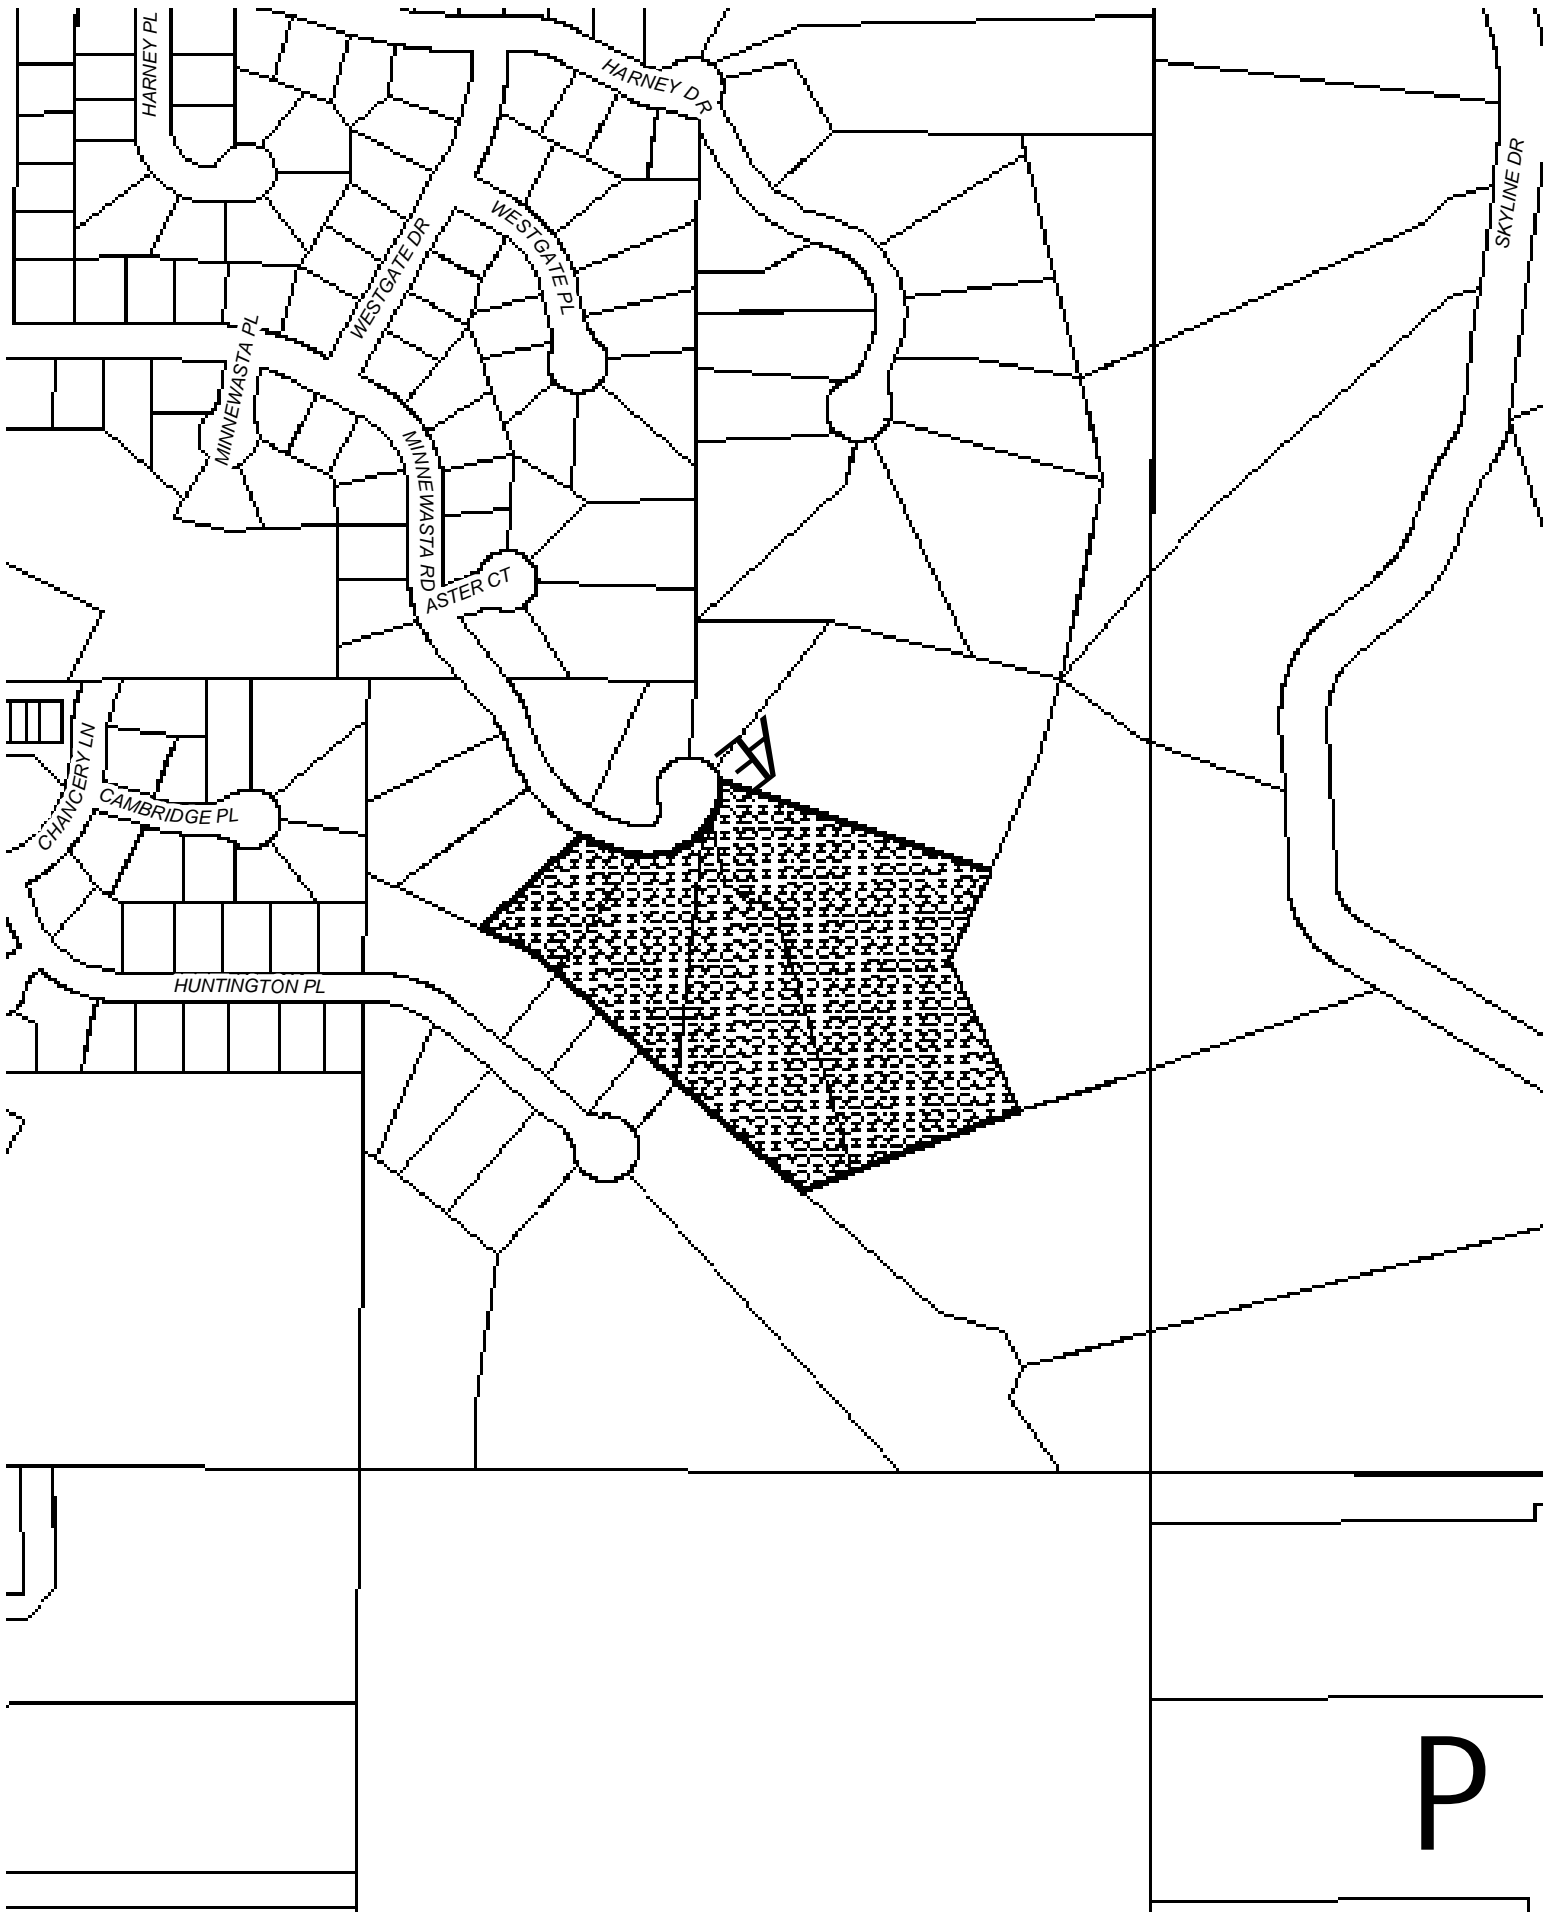 HARNEY PL
HARNEY DR
SKYLINE DR
WESTGATE DR
WESTGATE PL
MINNEWASTA PL
MINNEWASTA RD
ASTER CT
Æ
CHANCERY LN
CAMBRIDGE PL
HUNTINGTON PL
P